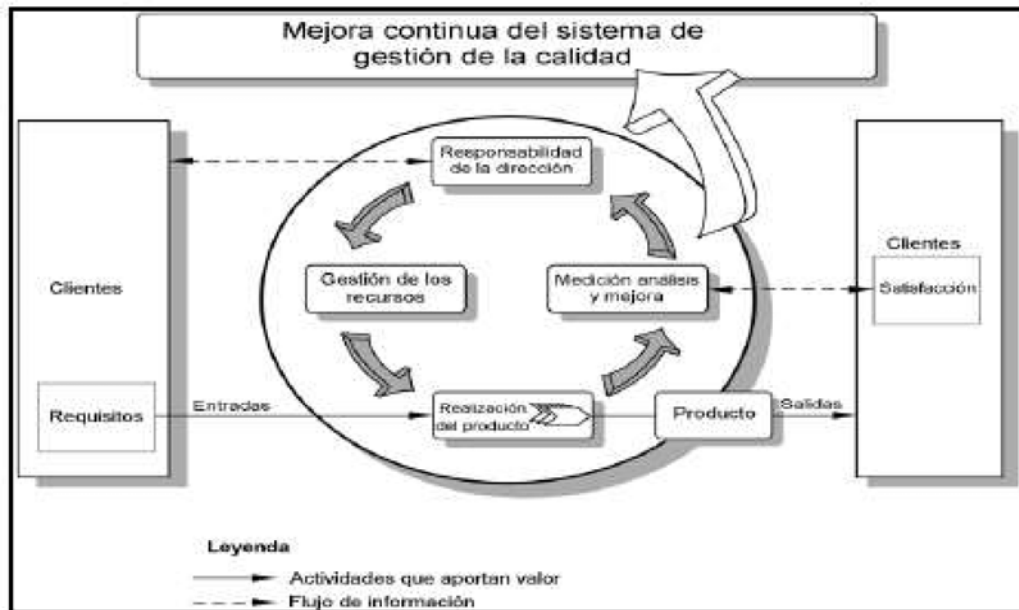 Mejora continua del sistema de
gestión de la calidad
Responsabilidad
de la dirección
Clientes
Gestión de los
recursos
Medición análisis
y mejora
Clientes
Satisfacción
Requisitos
Entradas
Realización
del producto
Producto
Salidas
Leyenda
Actividades que aportan valor
Flujo de información